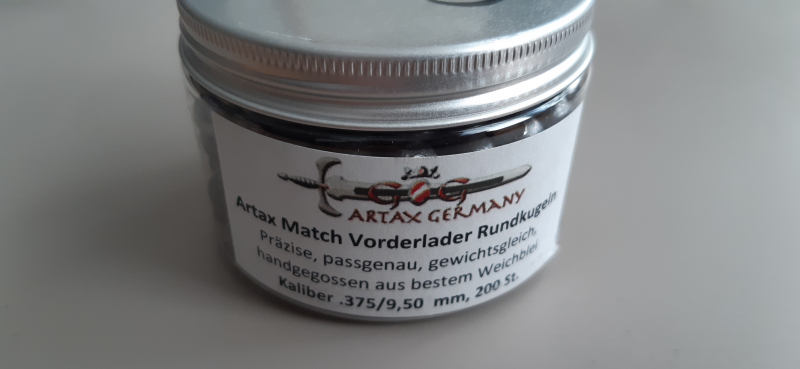 GOG
ARTAX GERMANY
Artax Match Vorderlader Rundkugeln
Präzise, passgenau, gewichtsgleich,
handgegossen aus bestem Weichblei
Kaliber .375/9,50 mm, 200 St.